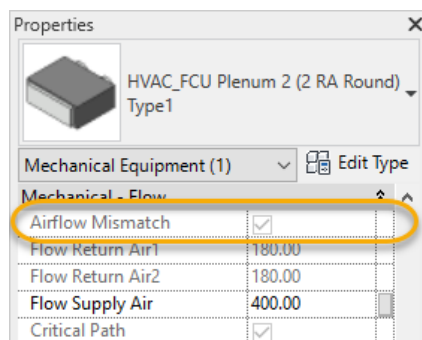 Properties
HVAC_FCU Plenum 2 (2 RA Round)
Type1
Mechanical Equipment (1)
Edit Type
Mechanical - Flow
Airflow Mismatch
Flow Return Air1 180.00
Flow Return Air2 180.00
Flow Supply Air 400.00
Critical Path